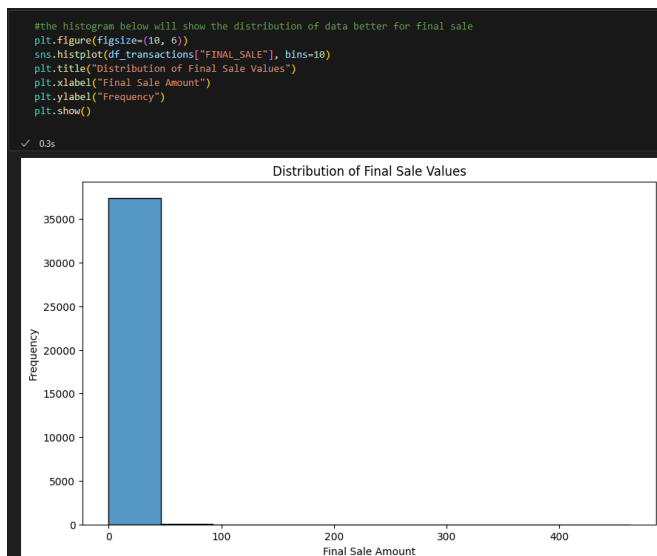 #the histogram below will show the distribution of data better for final sale
plt.figure(figsize=(10, 6))
sns.histplot(df_transactions["FINAL_SALE"], bins=10)
plt.title("Distribution of Final Sale Values")
plt.xlabel("Final Sale Amount")
plt.ylabel("Frequency")
plt.show()
✓ 0.3s
Distribution of Final Sale Values
Frequency
35000
30000
25000
20000
15000
10000
5000
0
0 100 200 300 400
Final Sale Amount